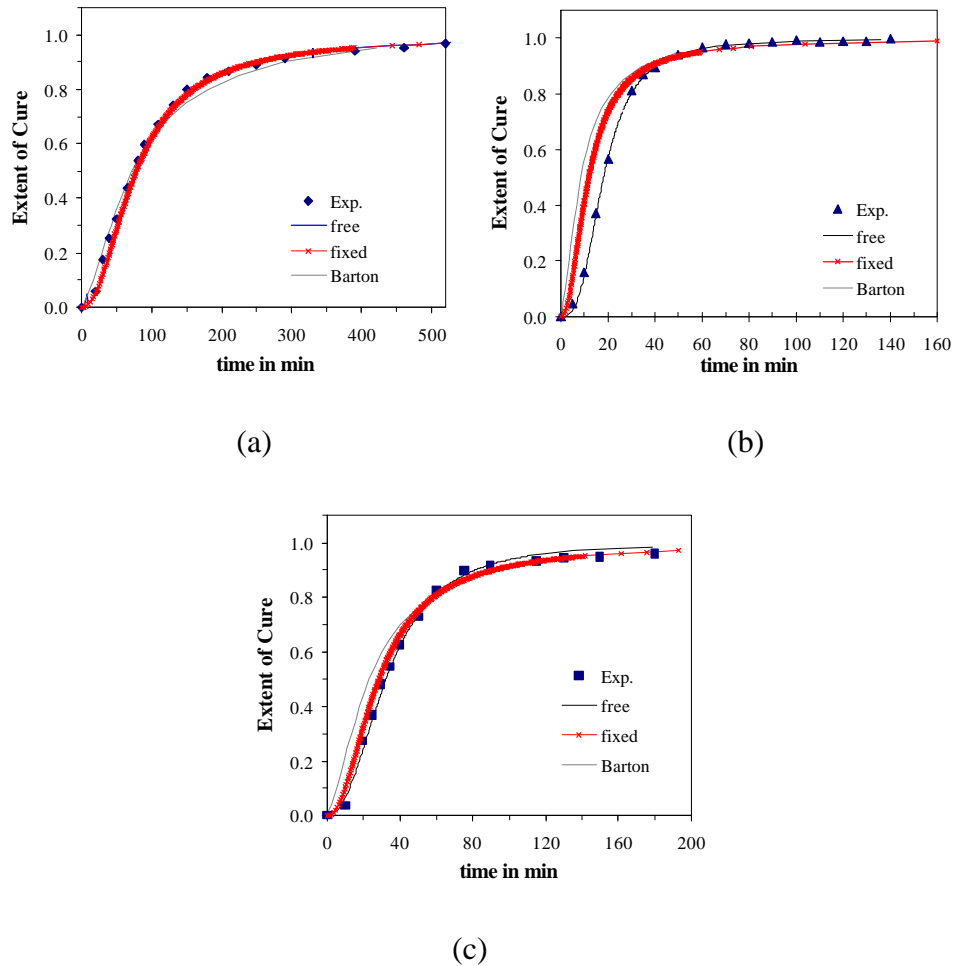 1.0
0.8
0.6
0.4
0.2
0.0
Extent of Cure
Exp.
free
fixed
Barton
0 100 200 300 400 500
time in min
(a)
1.0
0.8
0.6
0.4
0.2
0.0
Extent of Cure
Exp.
free
fixed
Barton
0 20 40 60 80 100 120 140 160
time in min
(b)
1.0
0.8
0.6
0.4
0.2
0.0
Extent of Cure
Exp.
free
fixed
Barton
0 40 80 120 160 200
time in min
(c)